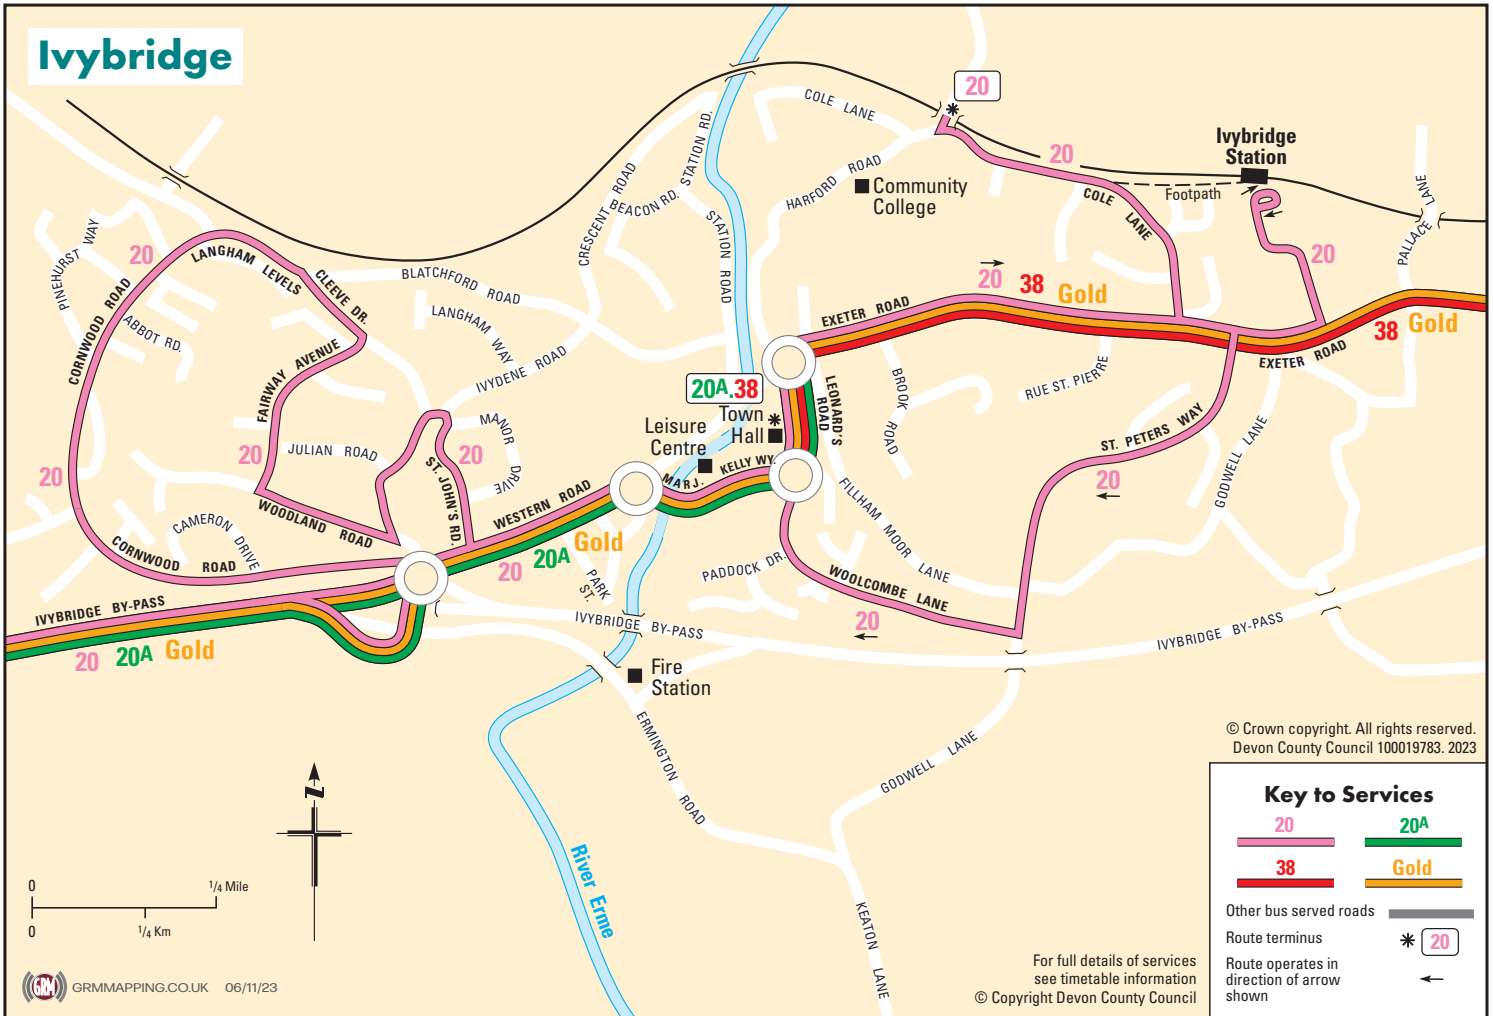 Ivybridge
20
COLE LANE
STATION RD.
Ivybridge
Station
20
Community
College
HARFORD ROAD
CRESCENT ROAD
BEACON RD.
STATION ROAD
COLE LANE
Footpath
PALLACE LANE
PINEHURST WAY
20
LANGHAM LEVELS
CLEEVE DR.
BLATCHFORD ROAD
20
38
Gold
20
CORNWOOD ROAD
ABBOT RD.
LANGHAM WAY
EXETER ROAD
38
Gold
EXETER ROAD
FAIRWAY AVENUE
IVYDENE ROAD
20A.38
Town
Hall
LEONARD'S
ROAD
BROOK ROAD
RUE ST. PIERRE
Leisure
Centre
MANOR DRIVE
ST. PETERS WAY
GODWELL LANE
20
JULIAN ROAD
20
20
ST. JOHN'S RD.
MARJ. KELLY WY.
20
WOODLAND ROAD
WESTERN ROAD
FILLHAM MOOR LANE
CAMERON DRIVE
Gold
20A
20
CORNWOOD ROAD
PARK
ST.
PADDOCK DR.
WOOLCOMBE LANE
IVYBRIDGE BY-PASS
IVYBRIDGE BY-PASS
20
IVYBRIDGE BY-PASS
20
20A
Gold
Fire
Station
ERMINGTON ROAD
GODWELL LANE
© Crown copyright. All rights reserved.
Devon County Council 100019783. 2023
N
River Erme
KEATON LANE
0
1/4 Mile
0
1/4 Km
GRM
GRMMAPPING.CO.UK 06/11/23
For full details of services
see timetable information
© Copyright Devon County Council
Key to Services
20
20A
38
Gold
Other bus served roads
Route terminus
20
Route operates in
direction of arrow
shown